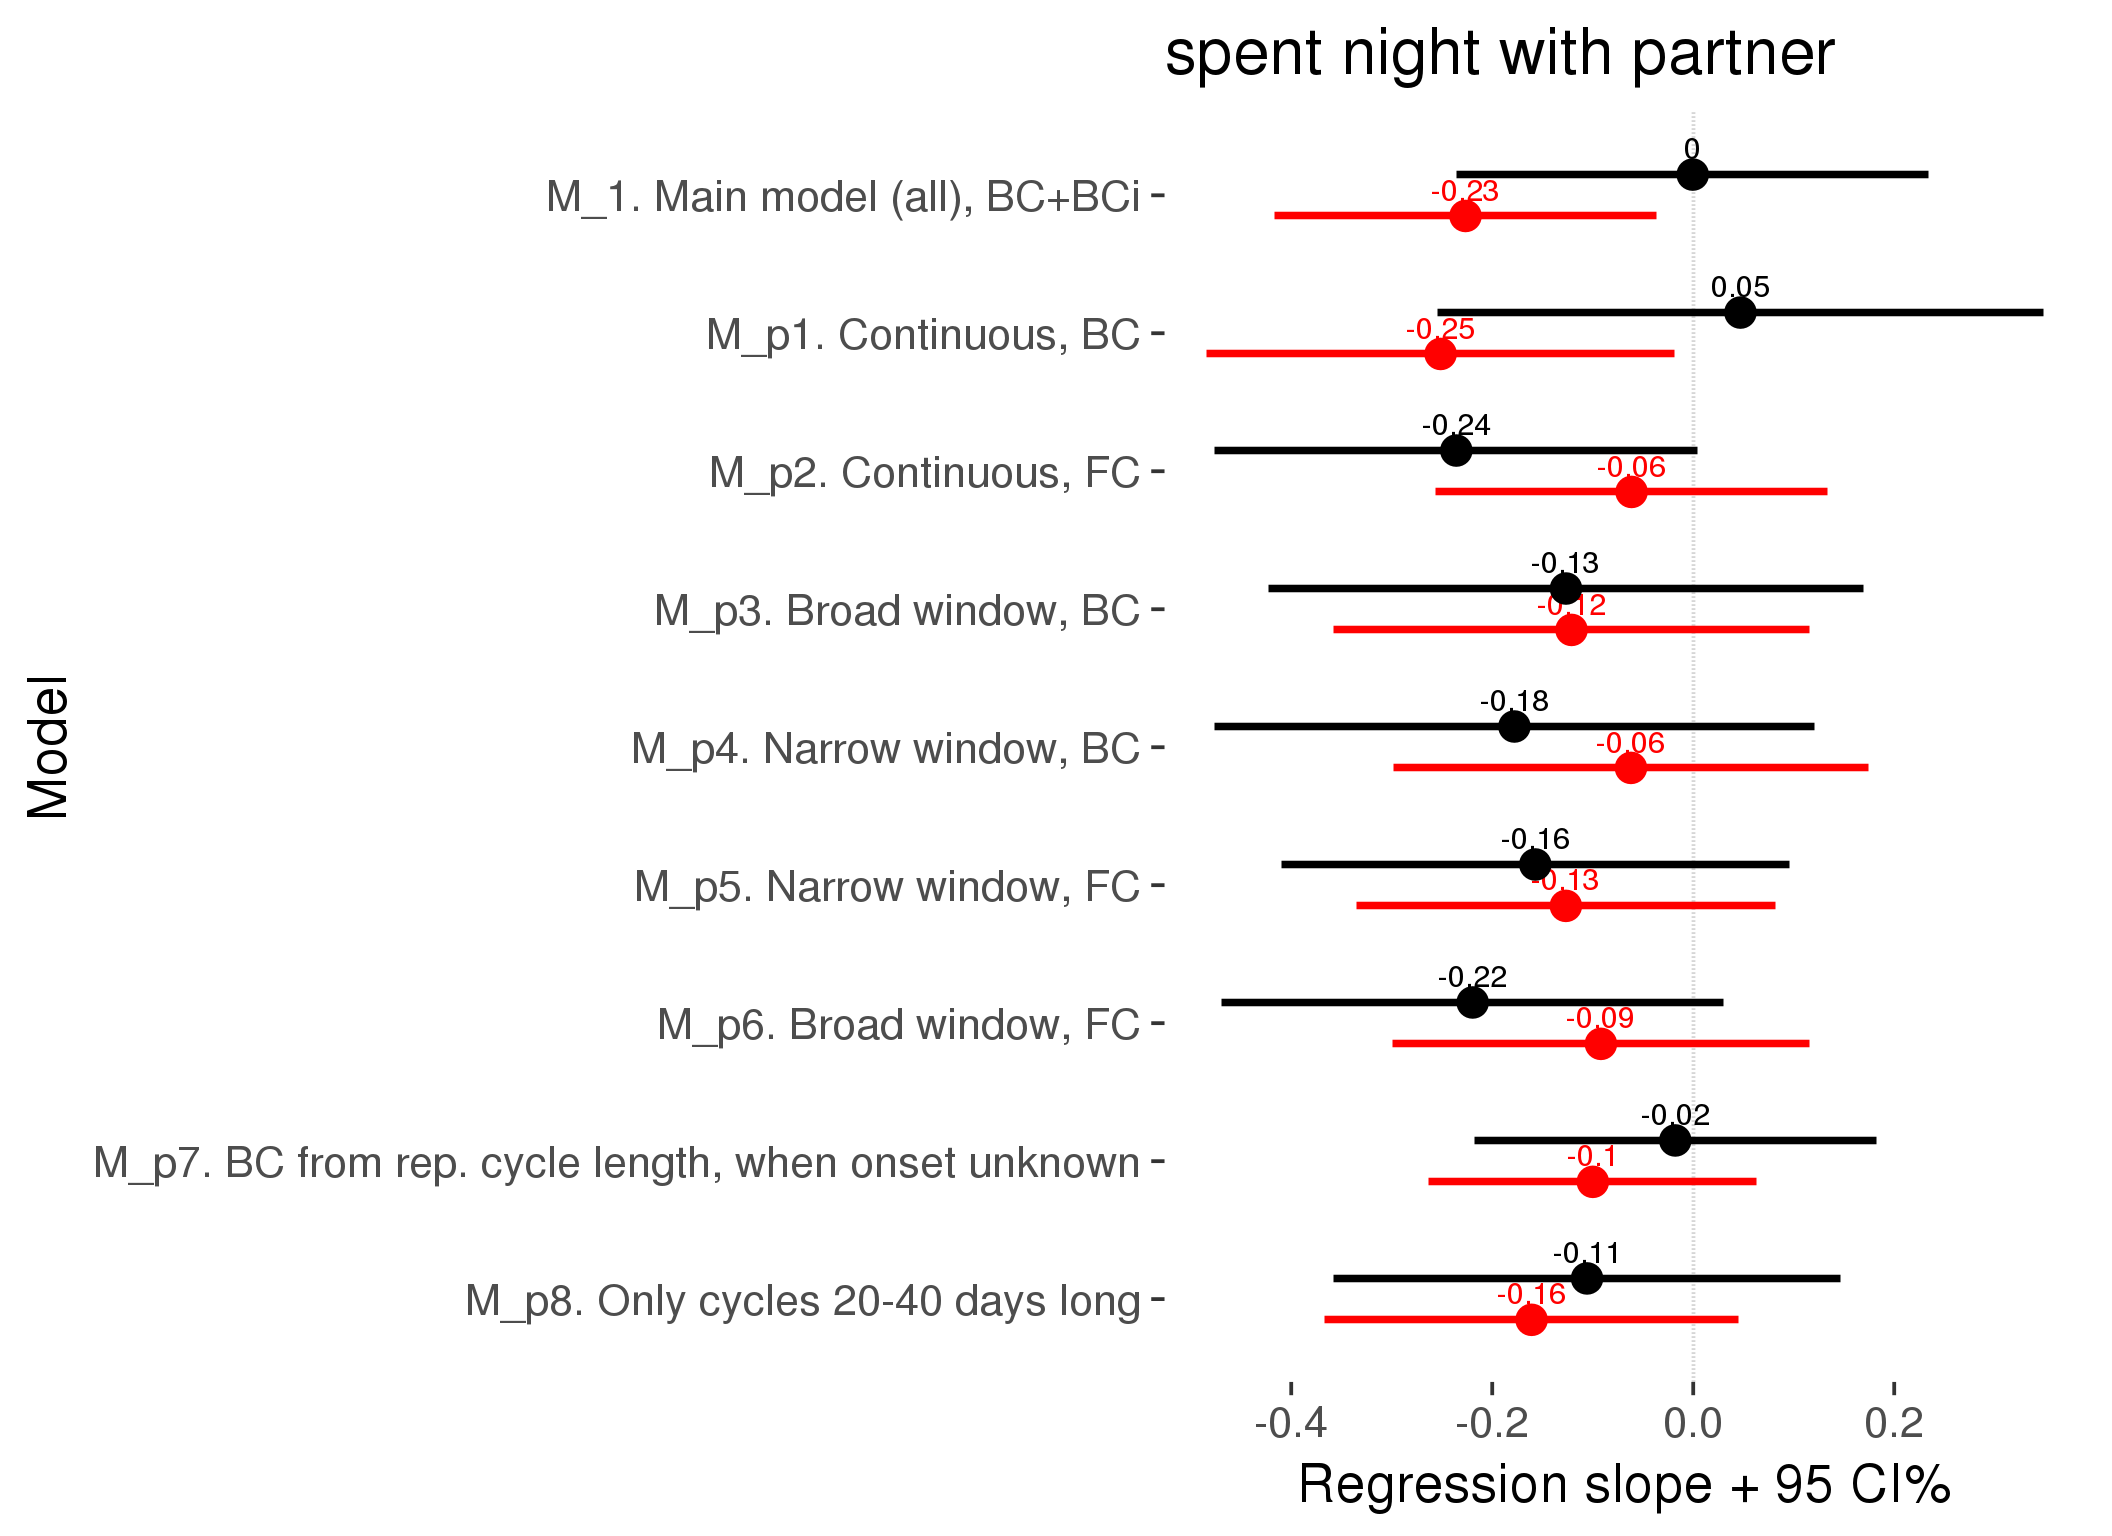 spent night with partner
M_1. Main model (all), BC+BCi
0
-0.23
M_p1. Continuous, BC
0.05
-0.25
M_p2. Continuous, FC
-0.24
-0.06
M_p3. Broad window, BC
-0.13
-0.12
M_p4. Narrow window, BC
-0.18
-0.06
M_p5. Narrow window, FC
-0.16
-0.13
M_p6. Broad window, FC
-0.22
-0.09
M_p7. BC from rep. cycle length, when onset unknown
-0.02
-0.1
M_p8. Only cycles 20-40 days long
-0.11
-0.16
Model
-0.4 -0.2 0.0 0.2
Regression slope + 95 CI%